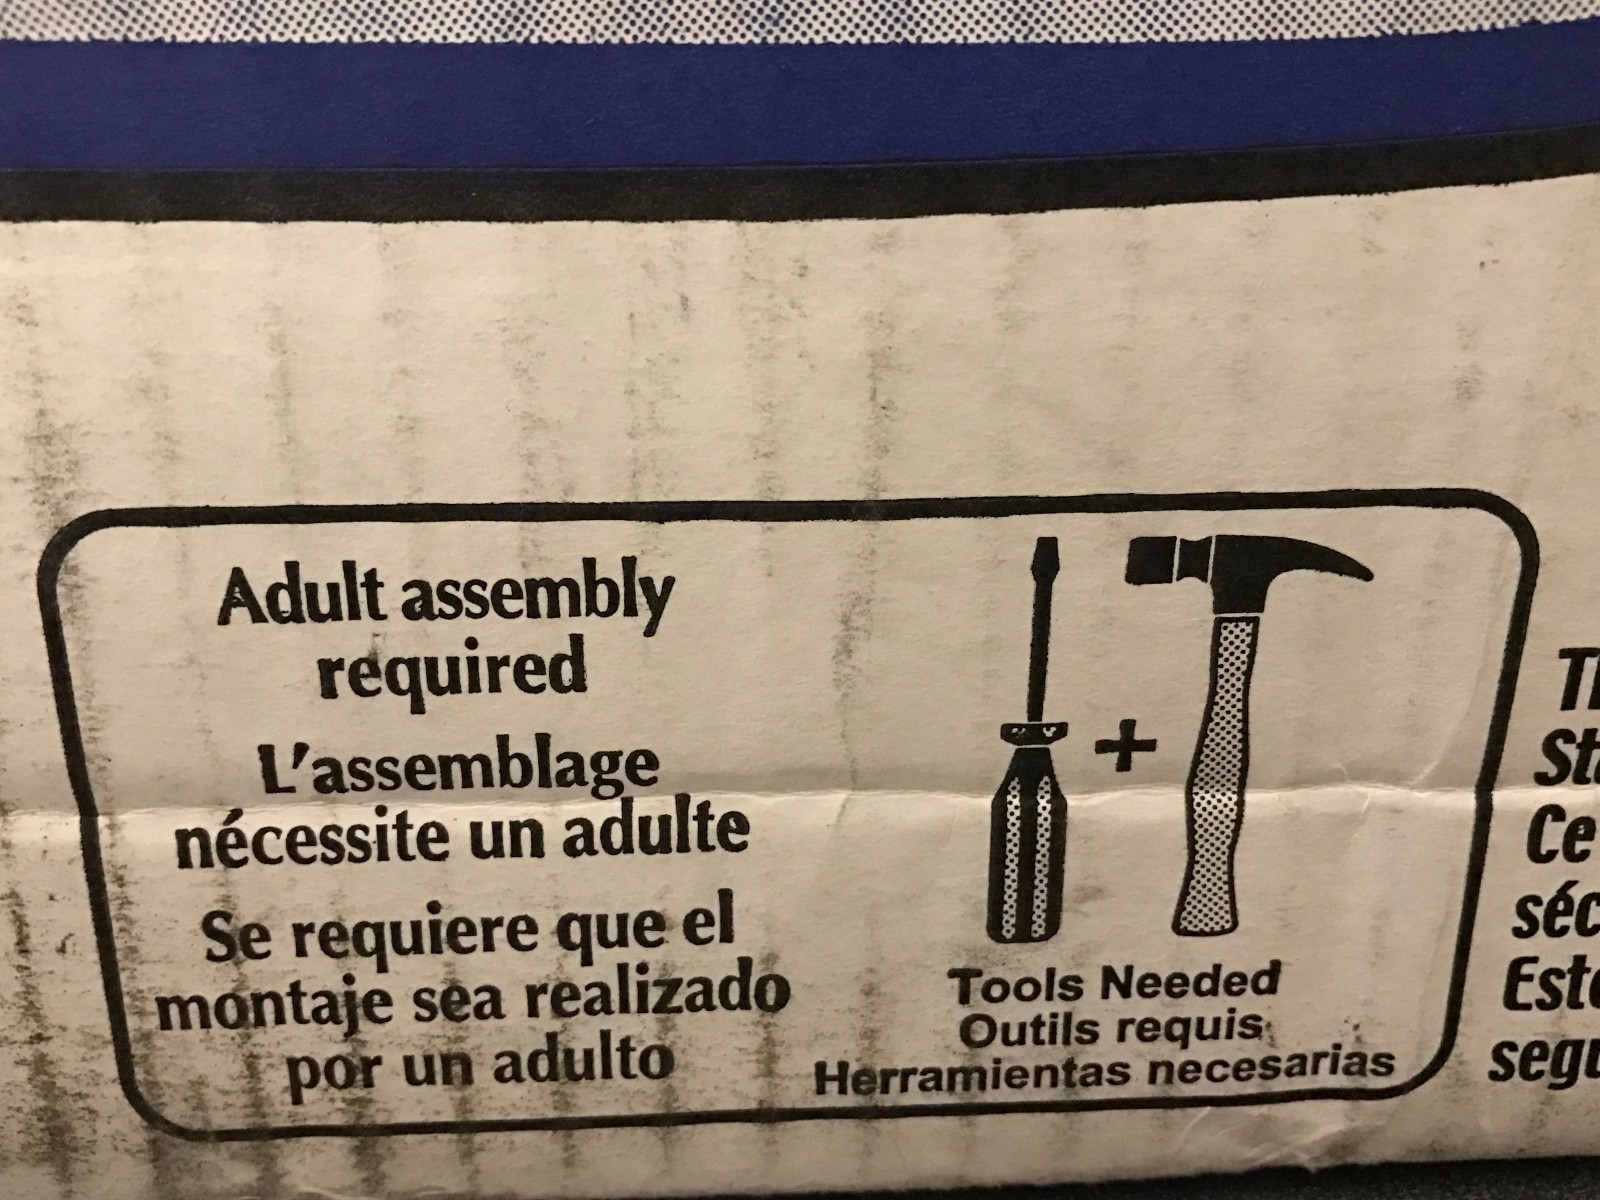 Adult assembly
required
L'assemblage
nécessite un adulte
Se requiere que el
montaje sea realizado
por un adulto
+
Tools Needed
Outils requis
Herramientas necesarias
Ce